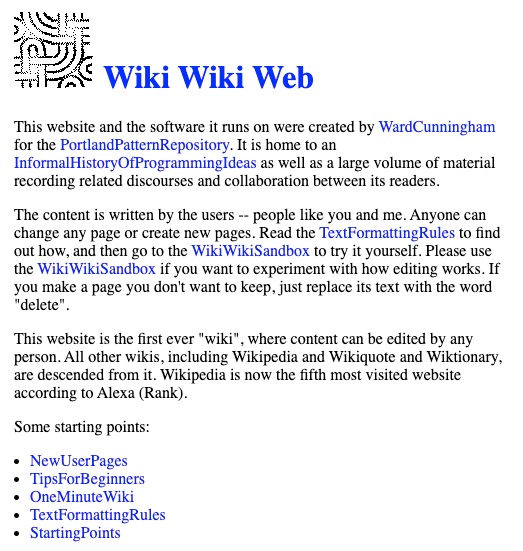 Wiki Wiki Web
This website and the software it runs on were created by WardCunningham
for the PortlandPatternRepository. It is home to an
InformalHistoryOfProgrammingIdeas as well as a large volume of material
recording related discourses and collaboration between its readers.
The content is written by the users -- people like you and me. Anyone can
change any page or create new pages. Read the TextFormattingRules to find
out how, and then go to the WikiWikiSandbox to try it yourself. Please use
the WikiWikiSandbox if you want to experiment with how editing works. If
you make a page you don't want to keep, just replace its text with the word
"delete".
This website is the first ever "wiki", where content can be edited by any
person. All other wikis, including Wikipedia and Wikiquote and Wiktionary,
are descended from it. Wikipedia is now the fifth most visited website
according to Alexa (Rank).
Some starting points:
• NewUserPages
• TipsForBeginners
• OneMinuteWiki
• TextFormattingRules
• StartingPoints